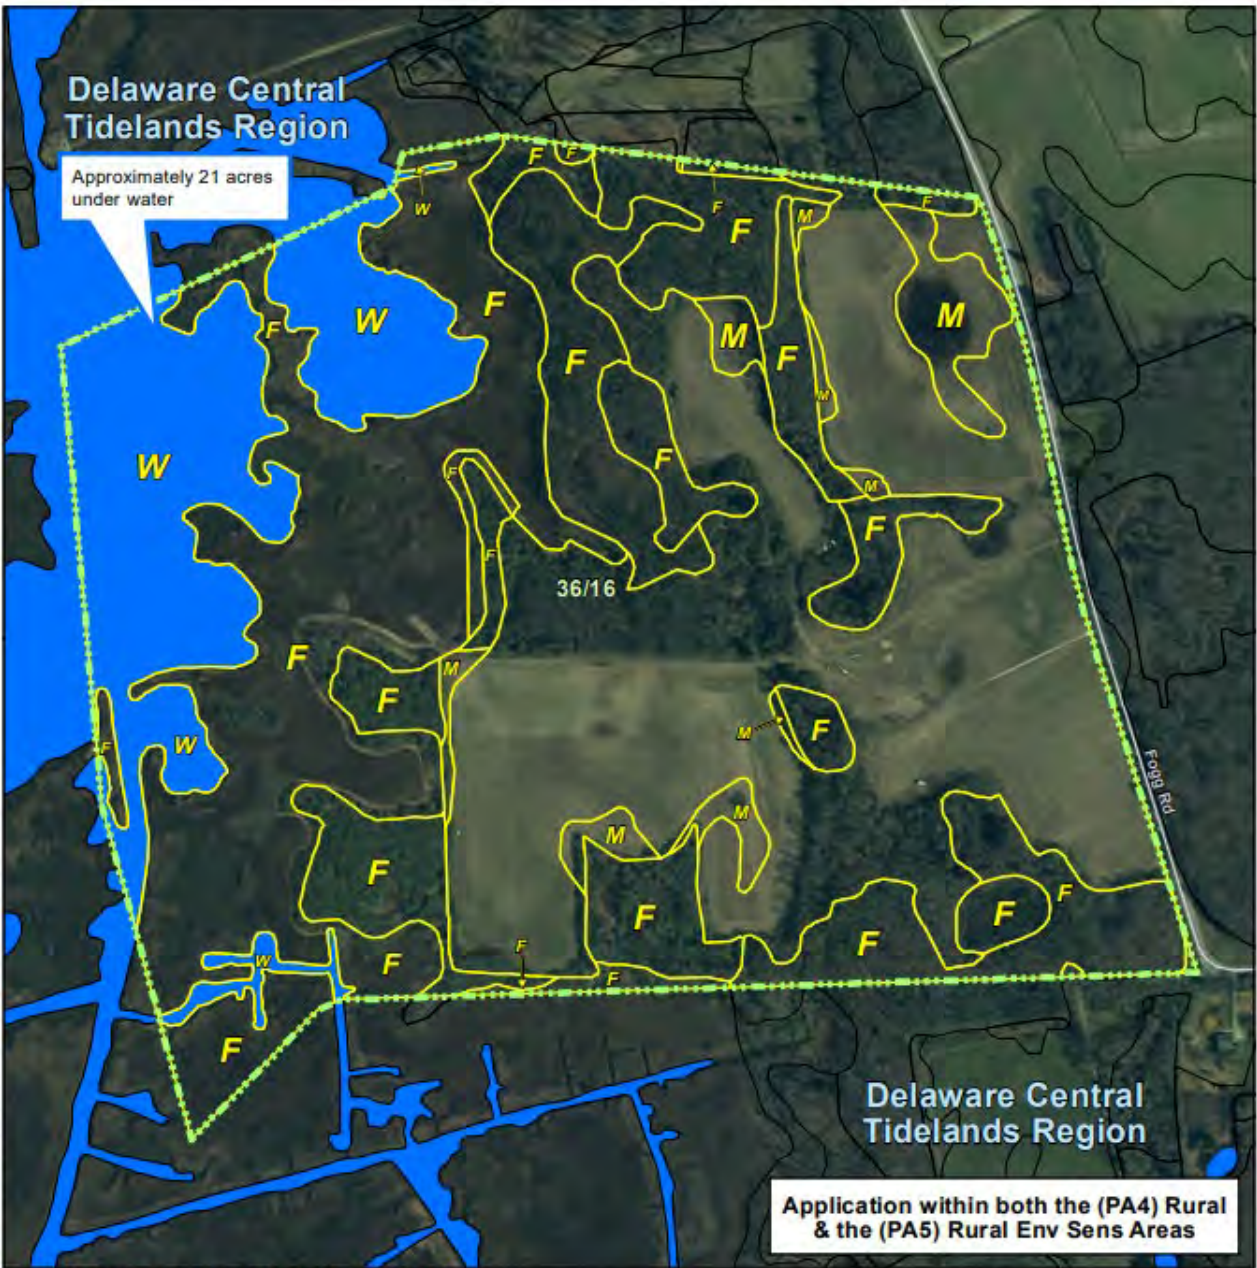 Delaware Central
Tidelands Region
Approximately 21 acres
under water
F
F
W
F
F
F
M
F
W
F
F
M
M
F
F
M
F
W
F
F
M
F
F
36/16
F
M
F
M
F
F
W
Fogg Rd
M
M
F
F
F
F
F
F
F
W
F
F
F
Delaware Central
Tidelands Region
Application within both the (PA4) Rural
& the (PA5) Rural Env Sens Areas